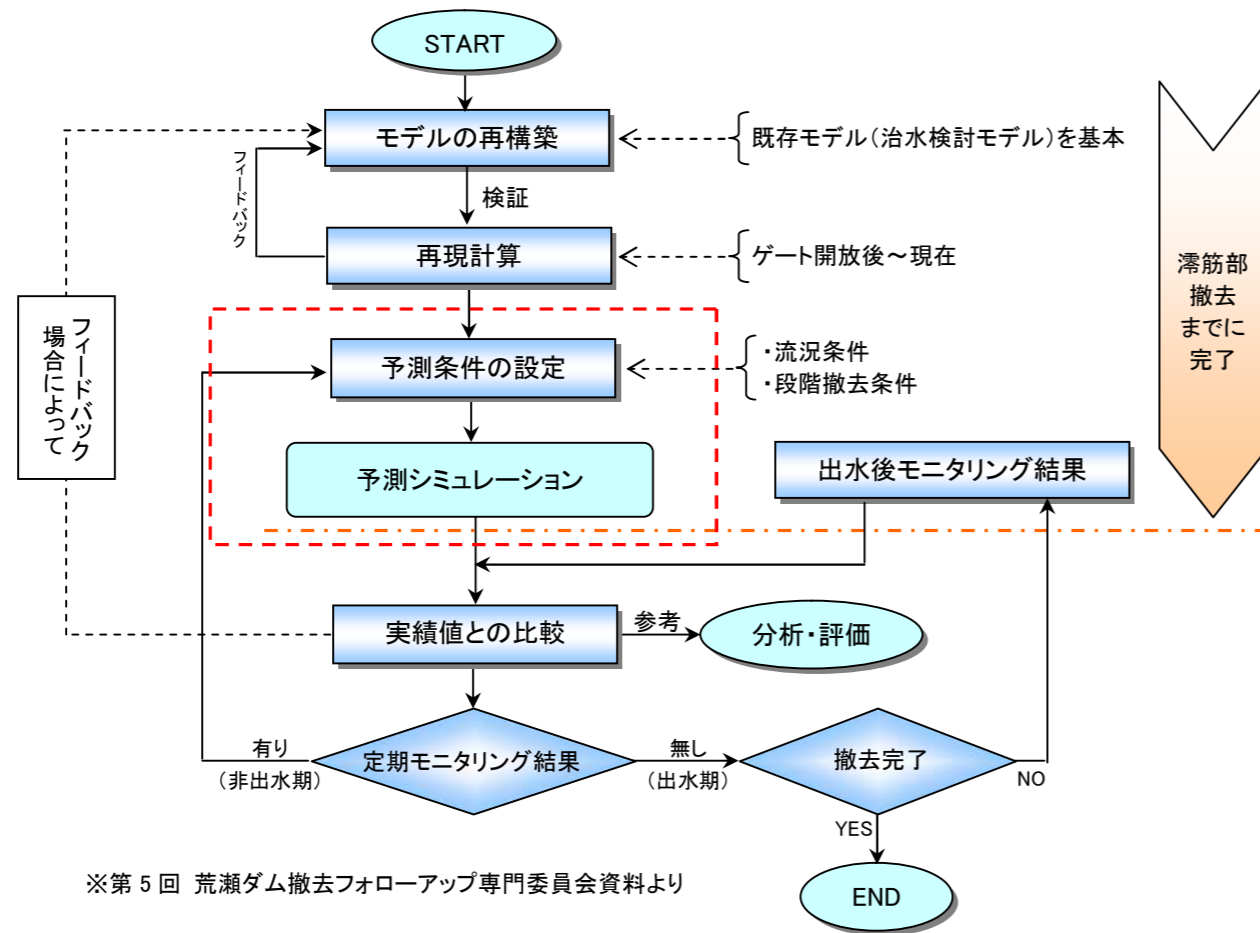 START
モデルの再構築
既存モデル(治水検討モデル)を基本
フィードバック
検証
再現計算
ゲート開放後~現在
澪筋部
撤去
までに
完了
場合によって
フィードバック
予測条件の設定
・流況条件
・段階撤去条件
予測シミュレーション
出水後モニタリング結果
実績値との比較
参考
分析・評価
有り
(非出水期)
定期モニタリング結果
無し
(出水期)
撤去完了
NO
YES
END
※第 5 回 荒瀬ダム撤去フォローアップ専門委員会資料より